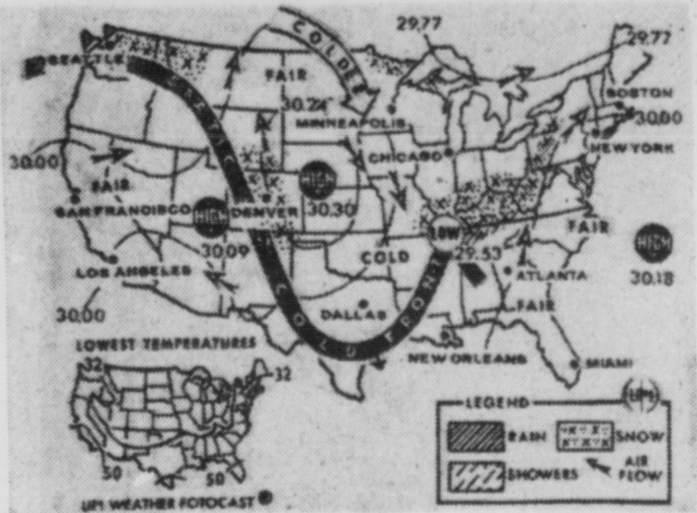 29.77
29.77
SEATTLE
COLDER
FAIR
30.24
MINNEAPOLIS
BOSTON
30.00
NEW YORK
CHICAGO
30.00
FAIR
SAN FRANCISCO
HIGH
30.09
DENVER
HIGH
30.30
LOW
29.53
FAIR
HIGH
30.18
COLD
LOS ANGELES
ATLANTA
30.00
DALLAS
COLD FRONT
FAIR
NEW ORLEANS
MIAMI
LOWEST TEMPERATURES
32
32
50
50
UPI WEATHER FOTOCAST
LEGEND
UPI
RAIN
SNOW
SHOWERS
AIR FLOW